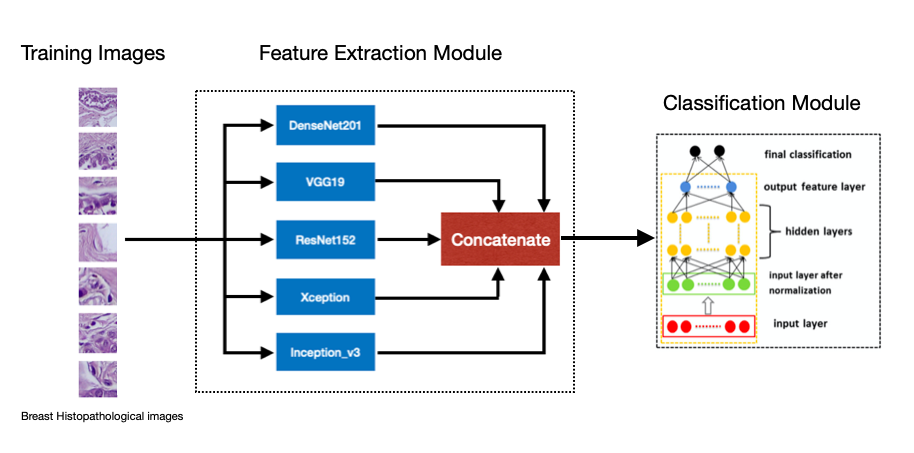 Training Images
Feature Extraction Module
Classification Module
DenseNet201
VGG19
ResNet152
Xception
Inception_v3
Concatenate
final classification
output feature layer
hidden layers
input layer after
normalization
input layer
Breast Histopathological images